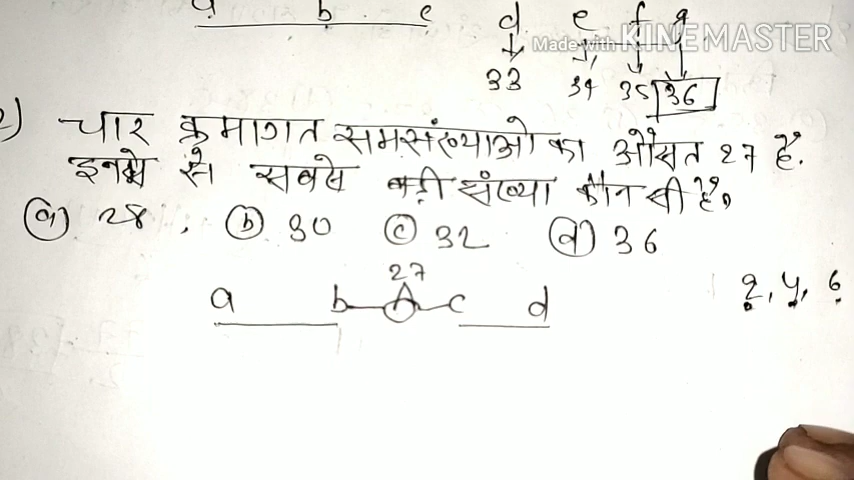 b c d e f g
Made with KINEMASTER
33 34 35 36
चार क्रमागत समसंख्याओ का औसत 27 है.
इनमे से सबसे बड़ी संख्या कौन सी है?
(a) 28, (b) 30 (c) 32 (d) 36
27
a b c d
2, 4, 6